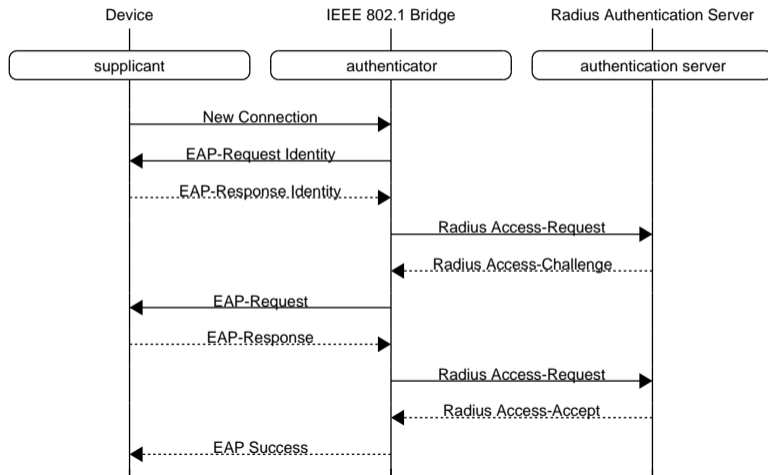 Device
IEEE 802.1 Bridge
Radius Authentication Server
supplicant
authenticator
authentication server
New Connection
EAP-Request Identity
EAP-Response Identity
Radius Access-Request
Radius Access-Challenge
EAP-Request
EAP-Response
Radius Access-Request
Radius Access-Accept
EAP Success